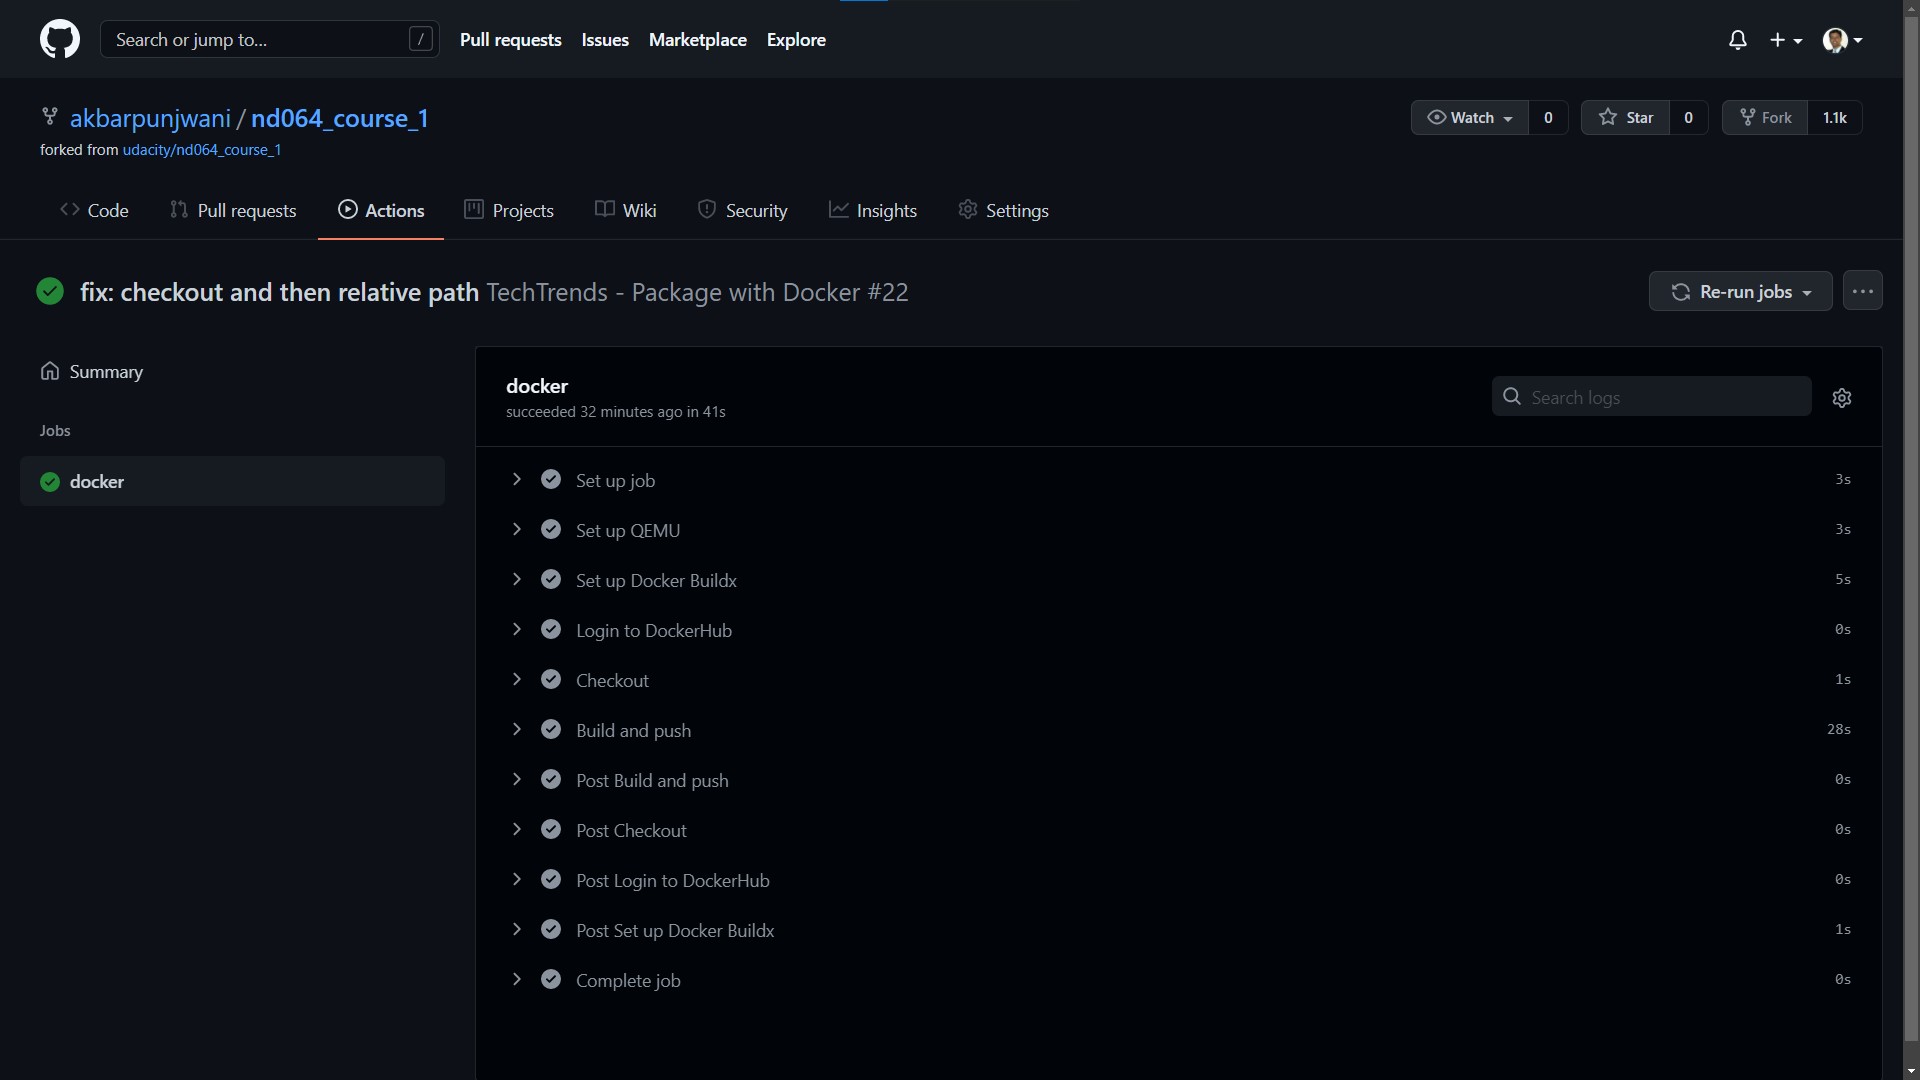 Search or jump to... /
Pull requests Issues Marketplace Explore
akbarpunjwani / nd064_course_1
Watch 0 Star 0 Fork 1.1k
forked from udacity/nd064_course_1
Code Pull requests Actions Projects Wiki Security Insights Settings
fix: checkout and then relative path TechTrends - Package with Docker #22
Re-run jobs
Summary
Jobs
docker
docker
succeeded 32 minutes ago in 41s
Search logs
Set up job 3s
Set up QEMU 3s
Set up Docker Buildx 5s
Login to DockerHub 0s
Checkout 1s
Build and push 28s
Post Build and push 0s
Post Checkout 0s
Post Login to DockerHub 0s
Post Set up Docker Buildx 1s
Complete job 0s